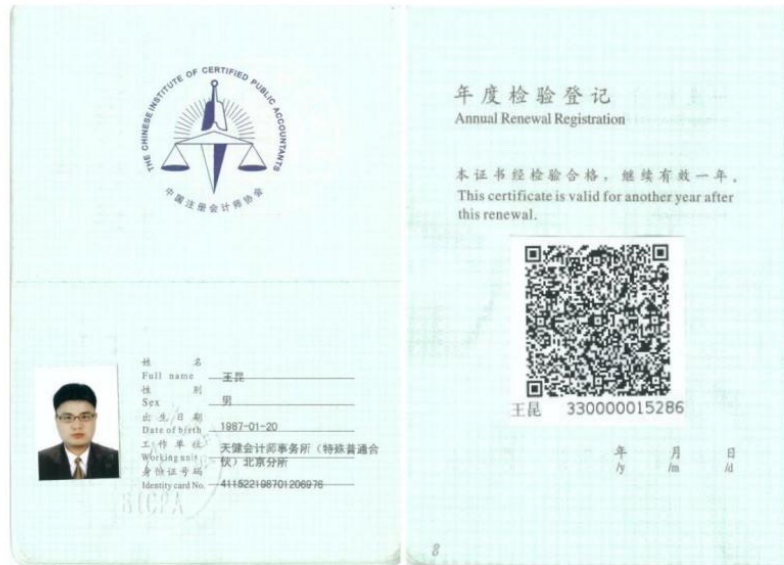 THE CHINESE INSTITUTE OF CERTIFIED PUBLIC ACCOUNTANTS
中国注册会计师协会
姓 名
Full name 王昆
性 别
Sex 男
出生日期
Date of birth 1987-01-20
工作单位 天健会计师事务所（特殊普通合
Working unit 伙）北京分所
身份证号码
Identity card No. 411522198701206976
BICPA
年度检验登记
Annual Renewal Registration
本证书经检验合格，继续有效一年。
This certificate is valid for another year after
this renewal.
王昆 330000015286
年 月 日
/y /m /d
8